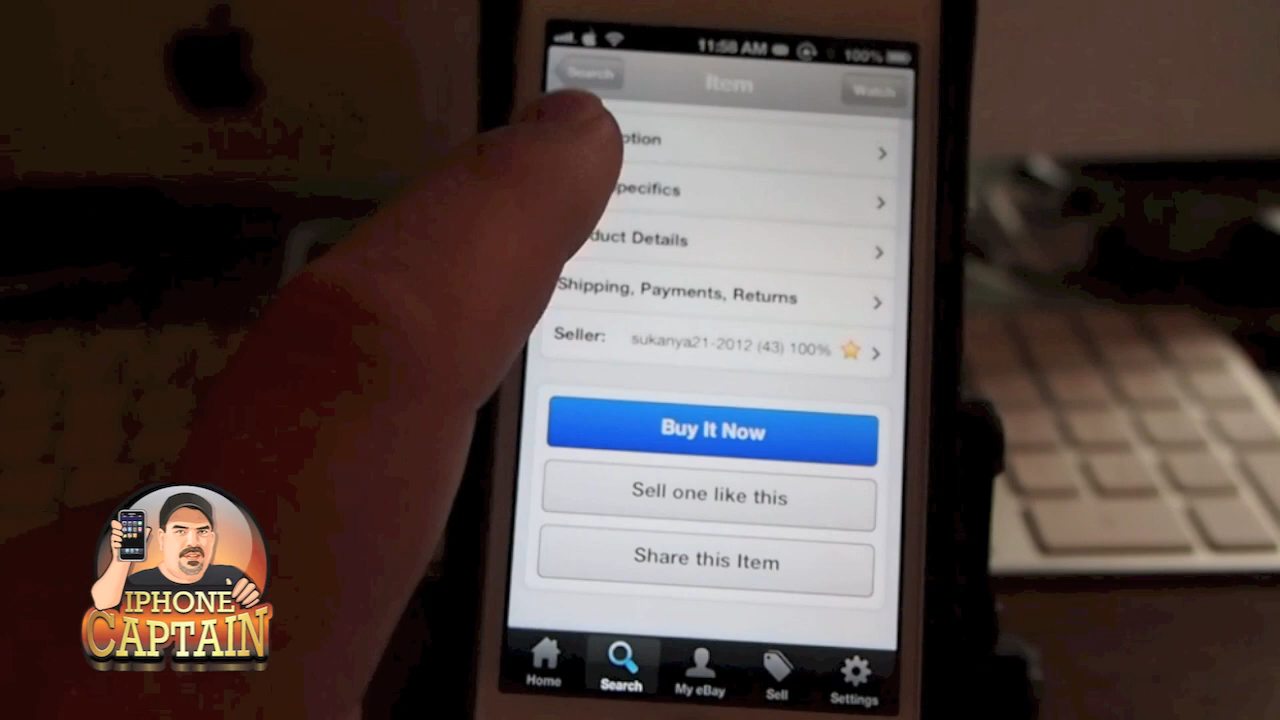 11:58 AM 100%
Search Item Watch
ption
pecifics
duct Details
Shipping, Payments, Returns
Seller: sukanya21-2012 (43) 100%
Buy It Now
Sell one like this
Share this Item
Home Search My eBay Sell Settings
IPHONE
CAPTAIN